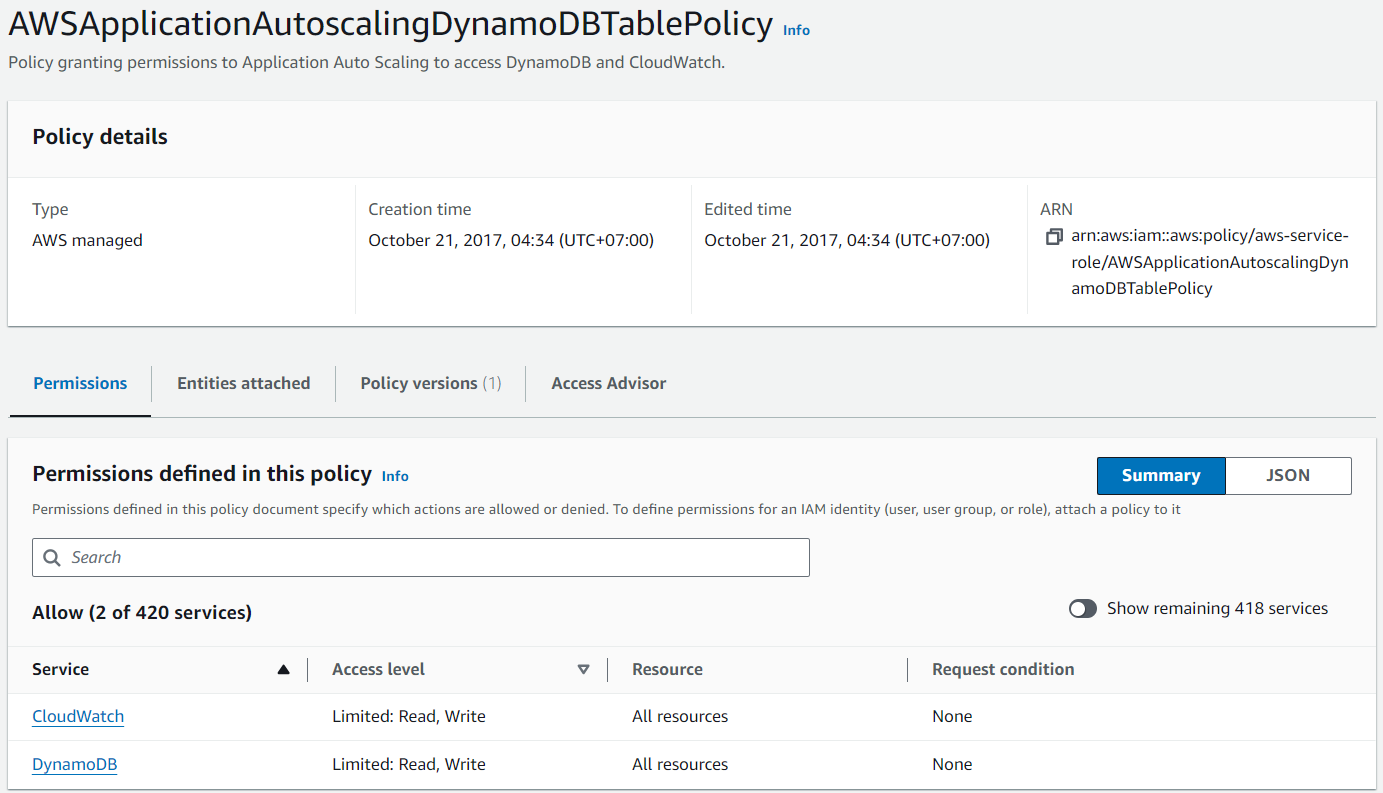 AWSApplicationAutoscalingDynamoDBTablePolicy Info
Policy granting permissions to Application Auto Scaling to access DynamoDB and CloudWatch.
Policy details
Type
AWS managed
Creation time
October 21, 2017, 04:34 (UTC+07:00)
Edited time
October 21, 2017, 04:34 (UTC+07:00)
ARN
arn:aws:iam::aws:policy/aws-service-
role/AWSApplicationAutoscalingDyn
amoDBTablePolicy
Permissions Entities attached Policy versions (1) Access Advisor
Permissions defined in this policy Info
Summary JSON
Permissions defined in this policy document specify which actions are allowed or denied. To define permissions for an IAM identity (user, user group, or role), attach a policy to it
Search
Allow (2 of 420 services)
Show remaining 418 services
Service Access level Resource Request condition
CloudWatch Limited: Read, Write All resources None
DynamoDB Limited: Read, Write All resources None